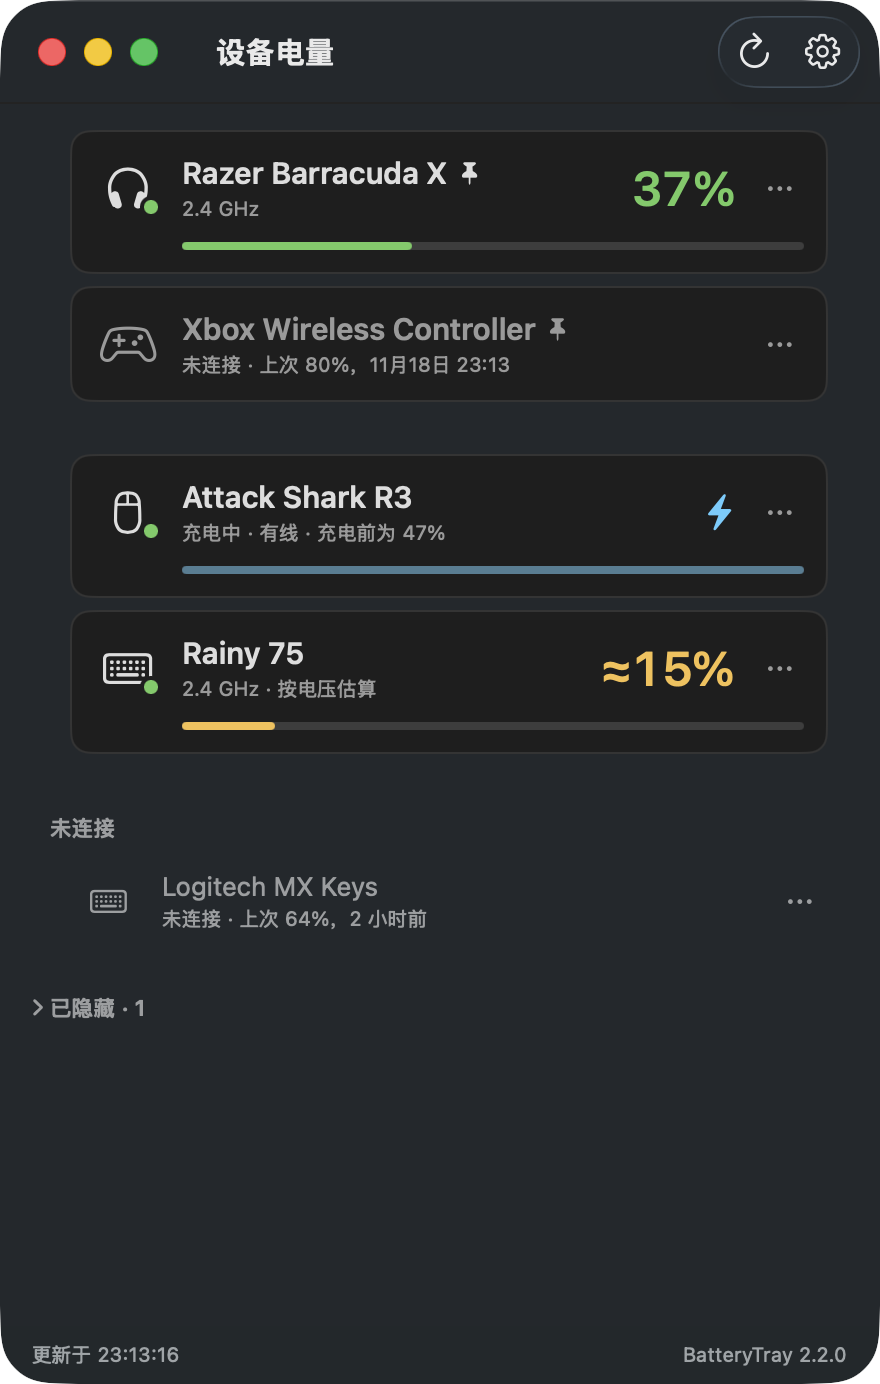 设备电量
Razer Barracuda X
37%
2.4 GHz
Xbox Wireless Controller
未连接 · 上次 80%，11月18日 23:13
Attack Shark R3
充电中 · 有线 · 充电前为 47%
Rainy 75
≈15%
2.4 GHz · 按电压估算
未连接
Logitech MX Keys
未连接 · 上次 64%，2 小时前
已隐藏 · 1
更新于 23:13:16
BatteryTray 2.2.0